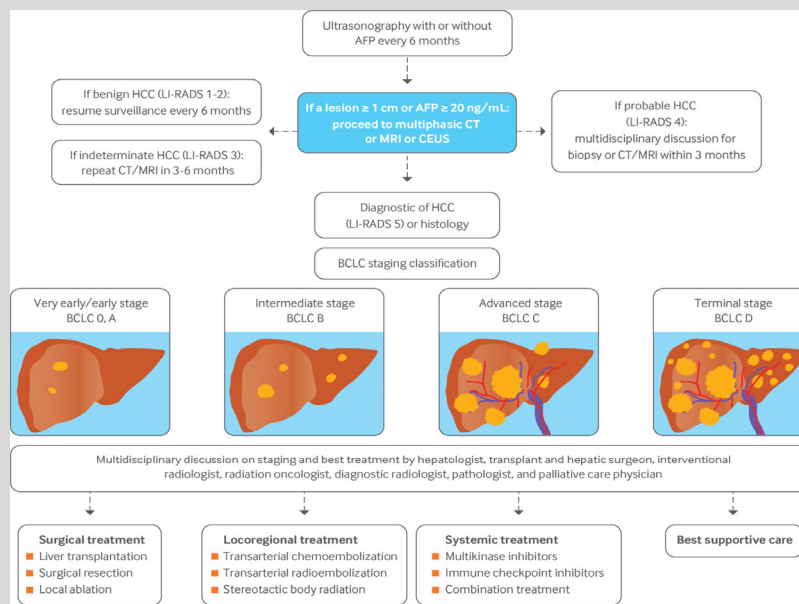 Ultrasonography with or without
AFP every 6 months
If benign HCC (LI-RADS 1-2):
resume surveillance every 6 months
If indeterminate HCC (LI-RADS 3):
repeat CT/MRI in 3-6 months
If a lesion ≥ 1 cm or AFP ≥ 20 ng/mL:
proceed to multiphasic CT
or MRI or CEUS
If probable HCC
(LI-RADS 4):
multidisciplinary discussion for
biopsy or CT/MRI within 3 months
Diagnostic of HCC
(LI-RADS 5) or histology
BCLC staging classification
Very early/early stage
BCLC 0, A
Intermediate stage
BCLC B
Advanced stage
BCLC C
Terminal stage
BCLC D
Multidisciplinary discussion on staging and best treatment by hepatologist, transplant and hepatic surgeon, interventional
radiologist, radiation oncologist, diagnostic radiologist, pathologist, and palliative care physician
Surgical treatment
Liver transplantation
Surgical resection
Local ablation
Locoregional treatment
Transarterial chemoembolization
Transarterial radioembolization
Stereotactic body radiation
Systemic treatment
Multikinase inhibitors
Immune checkpoint inhibitors
Combination treatment
Best supportive care